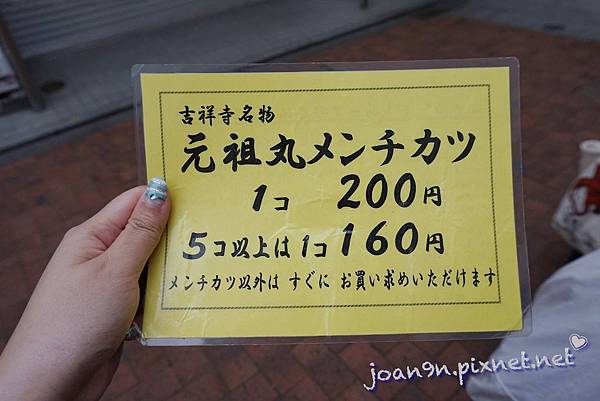 吉祥寺名物
元祖丸メンチカツ
1コ 200円
5コ以上は1コ160円
メンチカツ以外は すぐに お買い求めいただけます
joan9n.pixnet.net